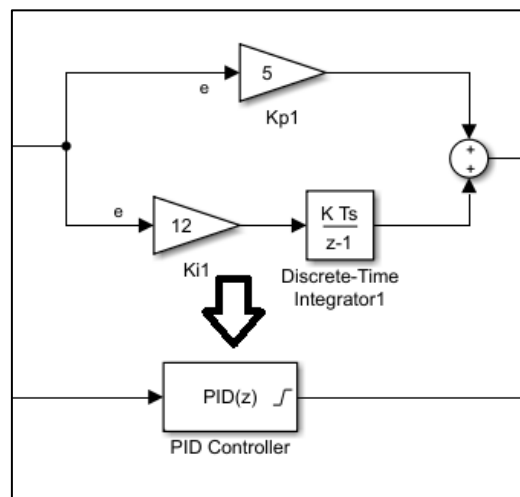 5
e
Kp1
+
+
e
12
K Ts
z-1
Ki1
Discrete-Time
Integrator1
PID(z)
PID Controller